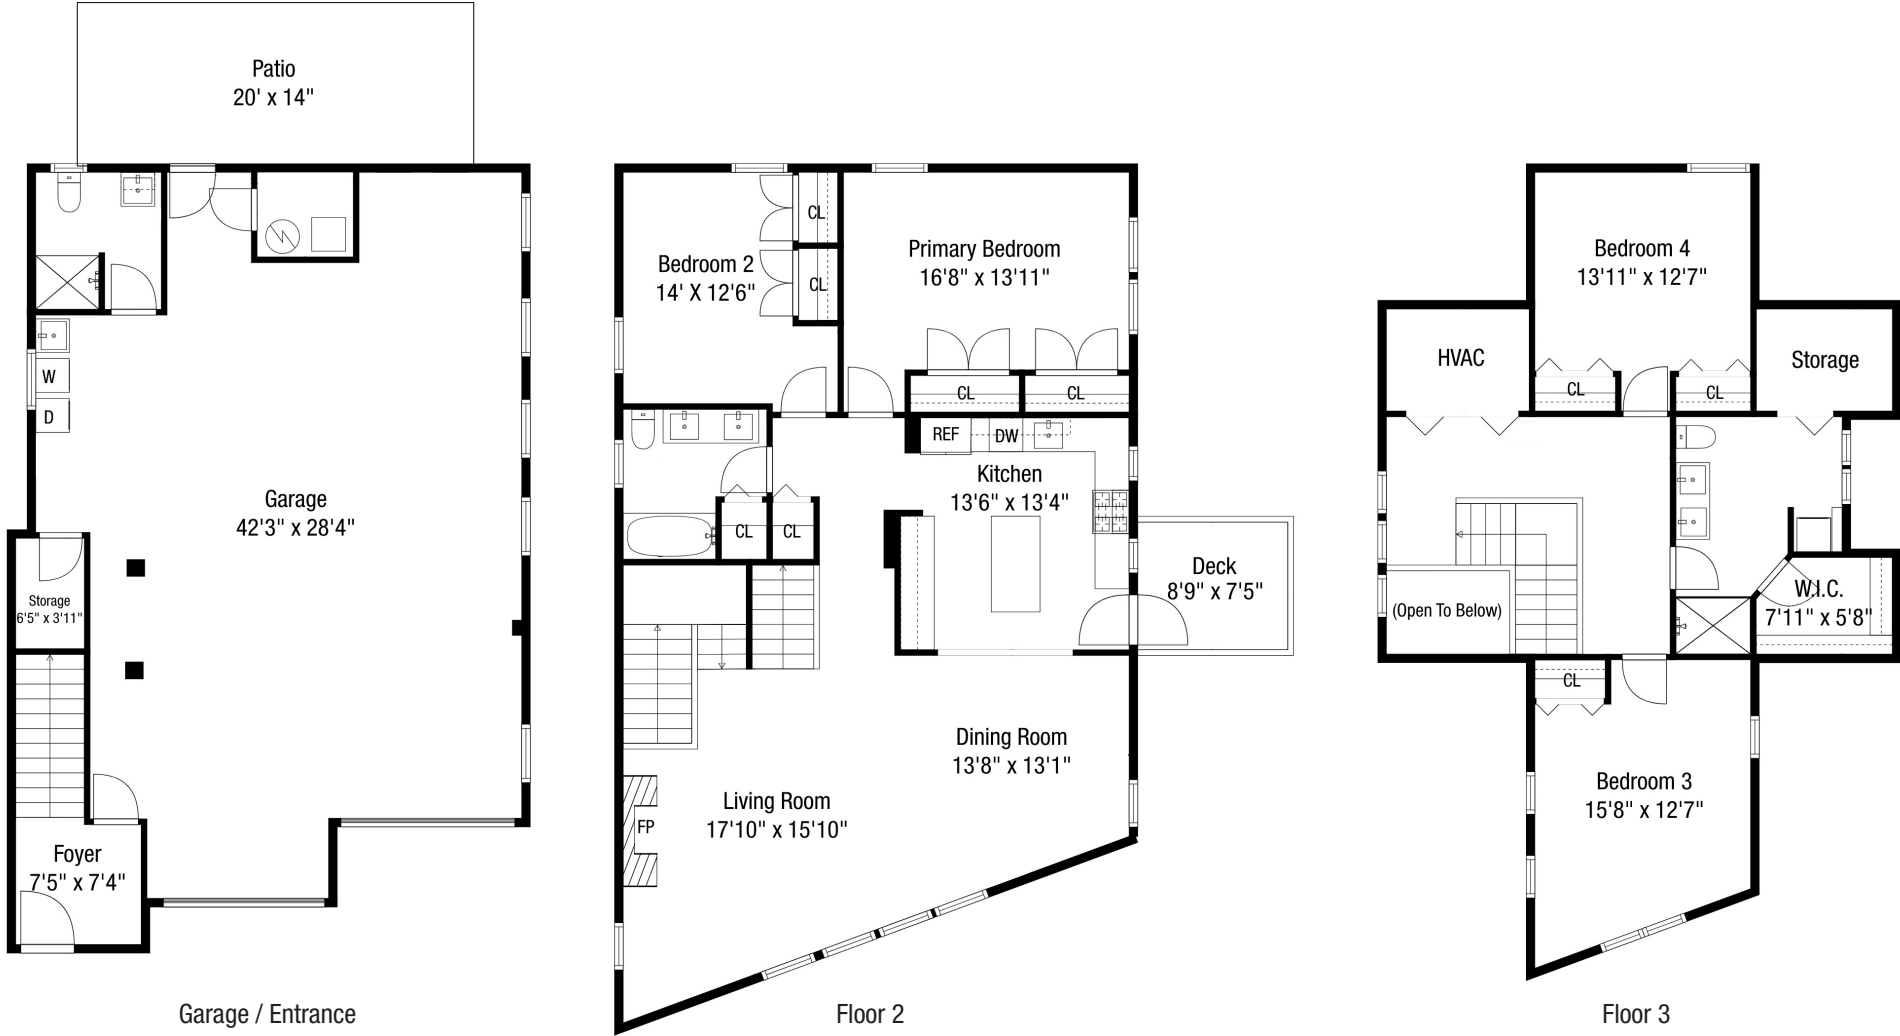 Patio
20' x 14"
W
D
Garage
42'3" x 28'4"
Storage
6'5" x 3'11"
Foyer
7'5" x 7'4"
Garage / Entrance
CL
CL
Bedroom 2
14' X 12'6"
Primary Bedroom
16'8" x 13'11"
CL
CL
REF
DW
Kitchen
13'6" x 13'4"
CL
CL
Deck
8'9" x 7'5"
Dining Room
13'8" x 13'1"
Living Room
17'10" x 15'10"
FP
Floor 2
Bedroom 4
13'11" x 12'7"
HVAC
Storage
CL
CL
(Open To Below)
W.I.C.
7'11" x 5'8"
CL
Bedroom 3
15'8" x 12'7"
Floor 3